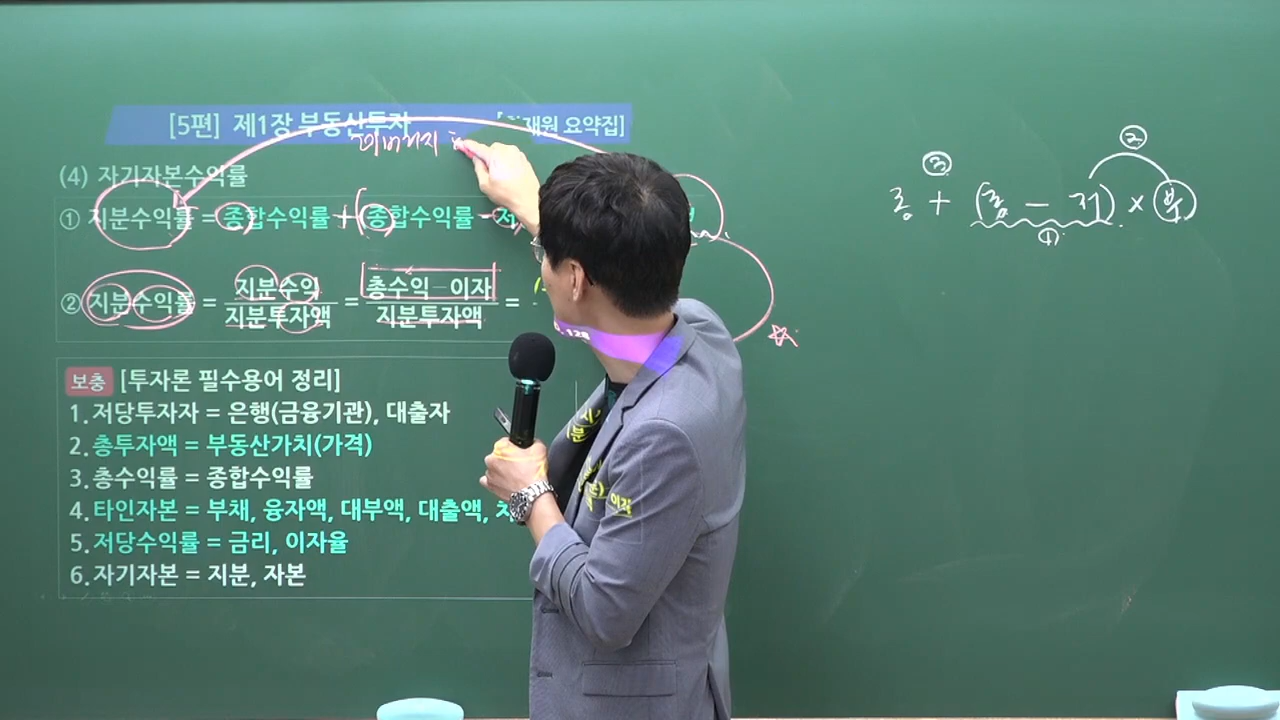 [5편] 제1장 부동산투자 재원 요약집]
레버리지
(4) 자기자본수익률
① 지분수익률 = 종합수익률 + (종합수익률 - 저
② 지분수익률 = 지분수익 / 지분투자액 = 총수익 - 이자 / 지분투자액 =
보충 [투자론 필수용어 정리]
1. 저당투자자 = 은행(금융기관), 대출자
2. 총투자액 = 부동산가치(가격)
3. 총수익률 = 종합수익률
4. 타인자본 = 부채, 융자액, 대부액, 대출액,
5. 저당수익률 = 금리, 이자율
6. 자기자본 = 지분, 자본
이자
③ ②
종 + (종 - 저) × 부
①